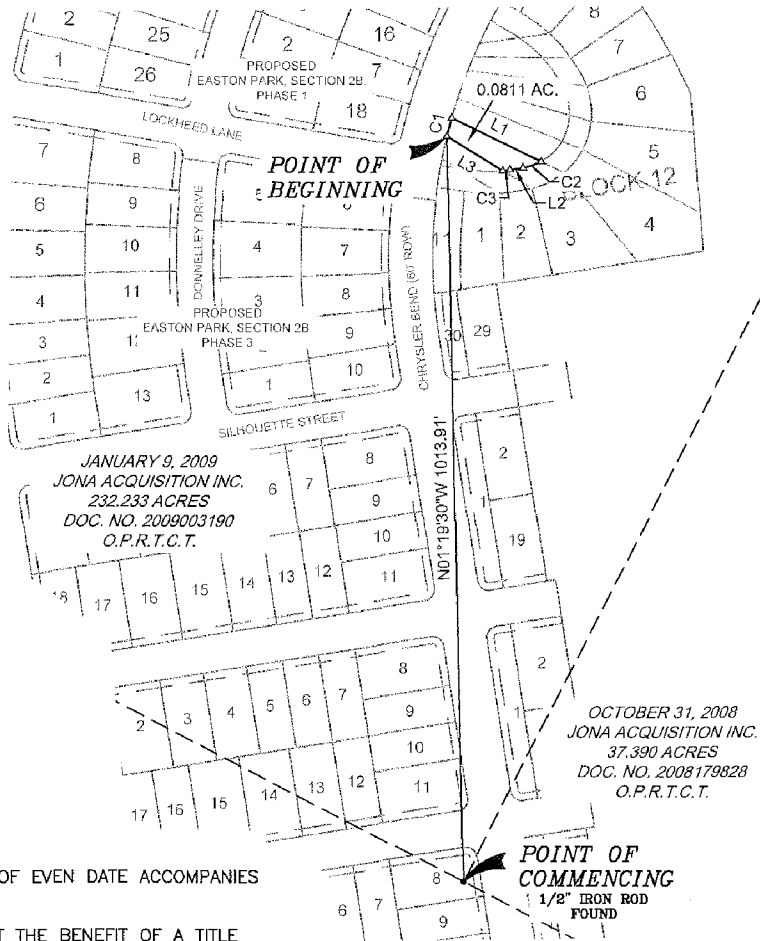 2
25
1
26
2
16
7
18
PROPOSED
EASTON PARK, SECTION 2B
PHASE 1
LOCKHEED LANE
8
7
6
5
4
3
2
1
0.0811 AC.
C1
L1
L3
C2
L2
C3
BLOCK 12
POINT OF
BEGINNING
11
7
8
6
9
5
10
4
11
3
2
13
1
DONNELLEY DRIVE
4
7
3
8
9
1
10
PROPOSED
EASTON PARK, SECTION 2B
PHASE 3
CHRYSLER BEND (60' ROW)
30
29
SILHOUETTE STREET
JANUARY 9, 2009
JONA ACQUISITION INC.
232.233 ACRES
DOC. NO. 2009003190
O.P.R.T.C.T.
6
7
8
9
10
11
18
17
16
15
14
13
12
N01°19'30"W 1013.91'
2
1
19
2
3
4
5
6
7
8
9
10
11
17
16
15
14
13
12
2
1
OCTOBER 31, 2008
JONA ACQUISITION INC.
37.390 ACRES
DOC. NO. 2008179828
O.P.R.T.C.T.
POINT OF
COMMENCING
1/2" IRON ROD
FOUND
6
7
8
9
OF EVEN DATE ACCOMPANIES
T THE BENEFIT OF A TITLE